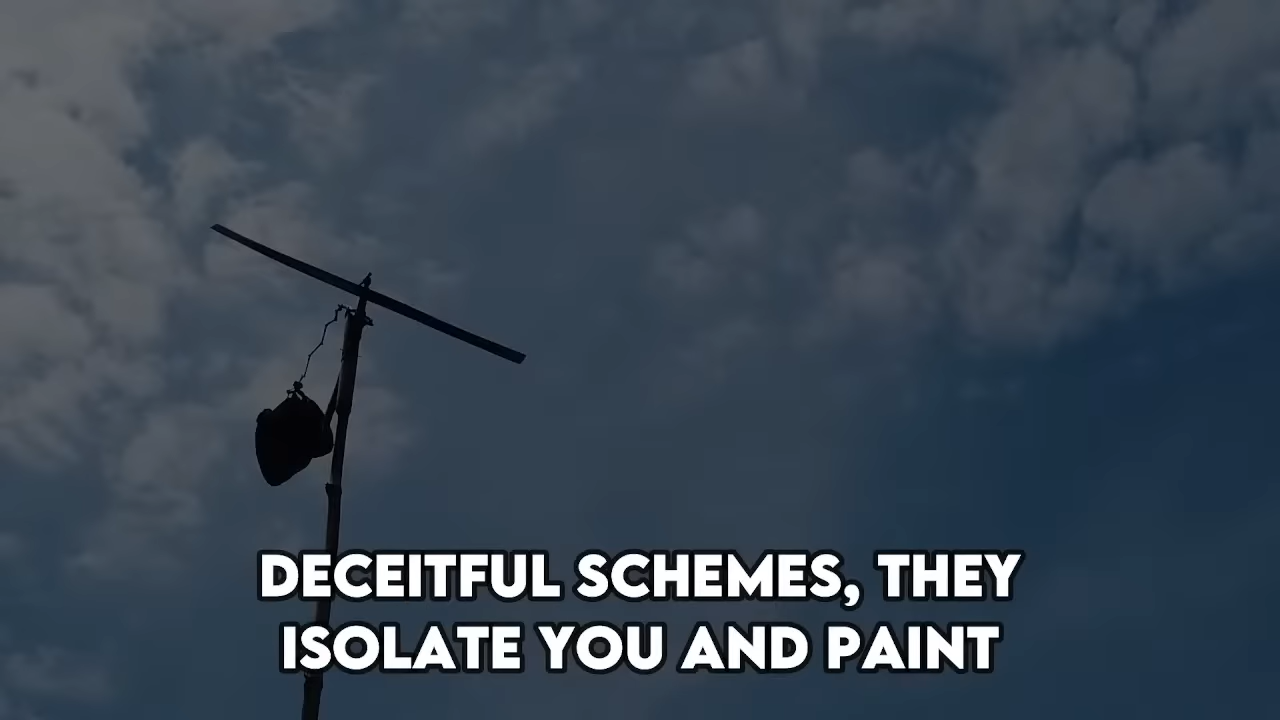 DECEITFUL SCHEMES, THEY
ISOLATE YOU AND PAINT